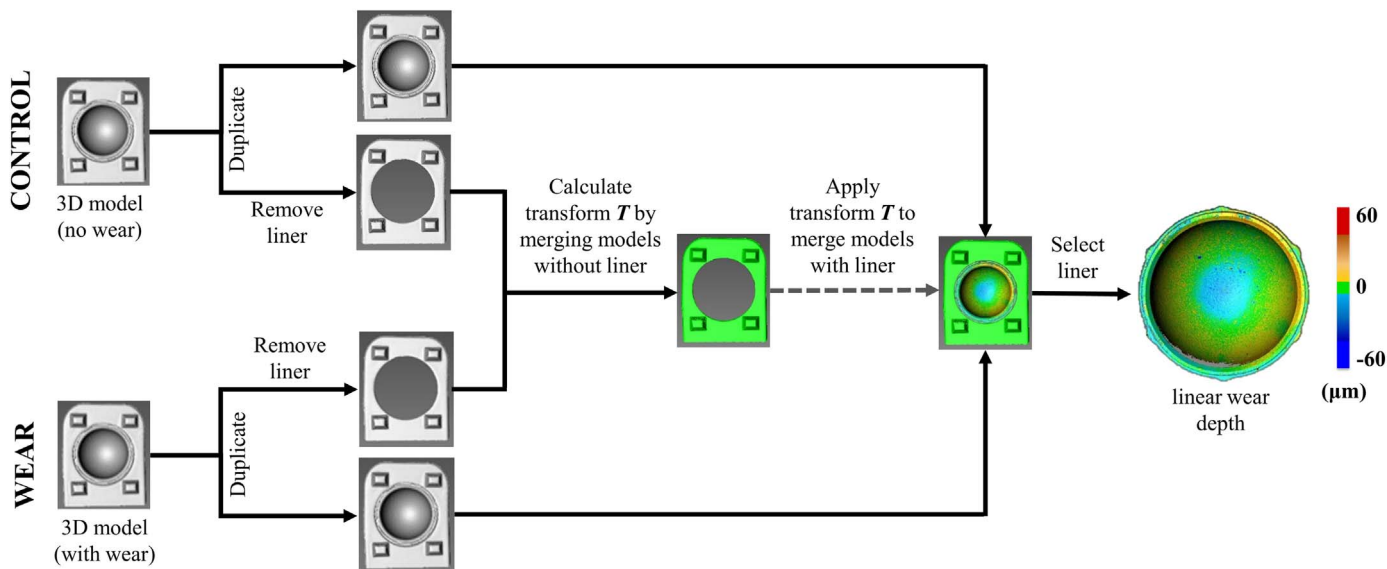 CONTROL
3D model
(no wear)
Duplicate
Remove
liner
Calculate
transform T by
merging models
without liner
Apply
transform T to
merge models
with liner
Select
liner
60
0
-60
(μm)
linear wear
depth
WEAR
3D model
(with wear)
Duplicate
Remove
liner